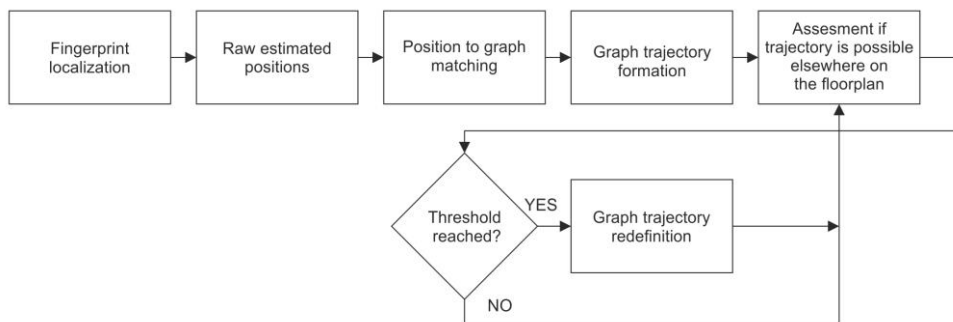 Fingerprint
localization
Raw estimated
positions
Position to graph
matching
Graph trajectory
formation
Assesment if
trajectory is possible
elsewhere on
the floorplan
Threshold
reached?
YES
Graph trajectory
redefinition
NO